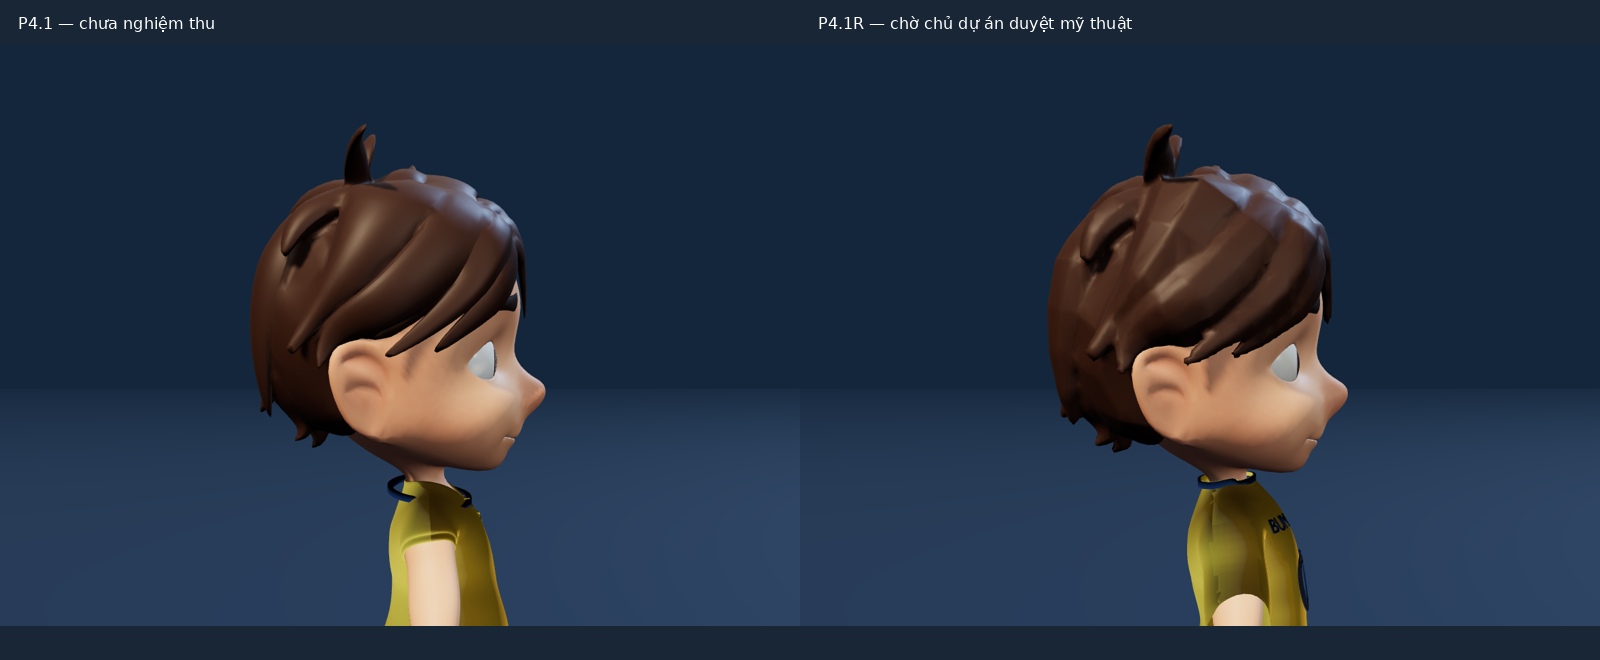 P4.1 — chưa nghiệm thu
P4.1R — chờ chủ dự án duyệt mỹ thuật